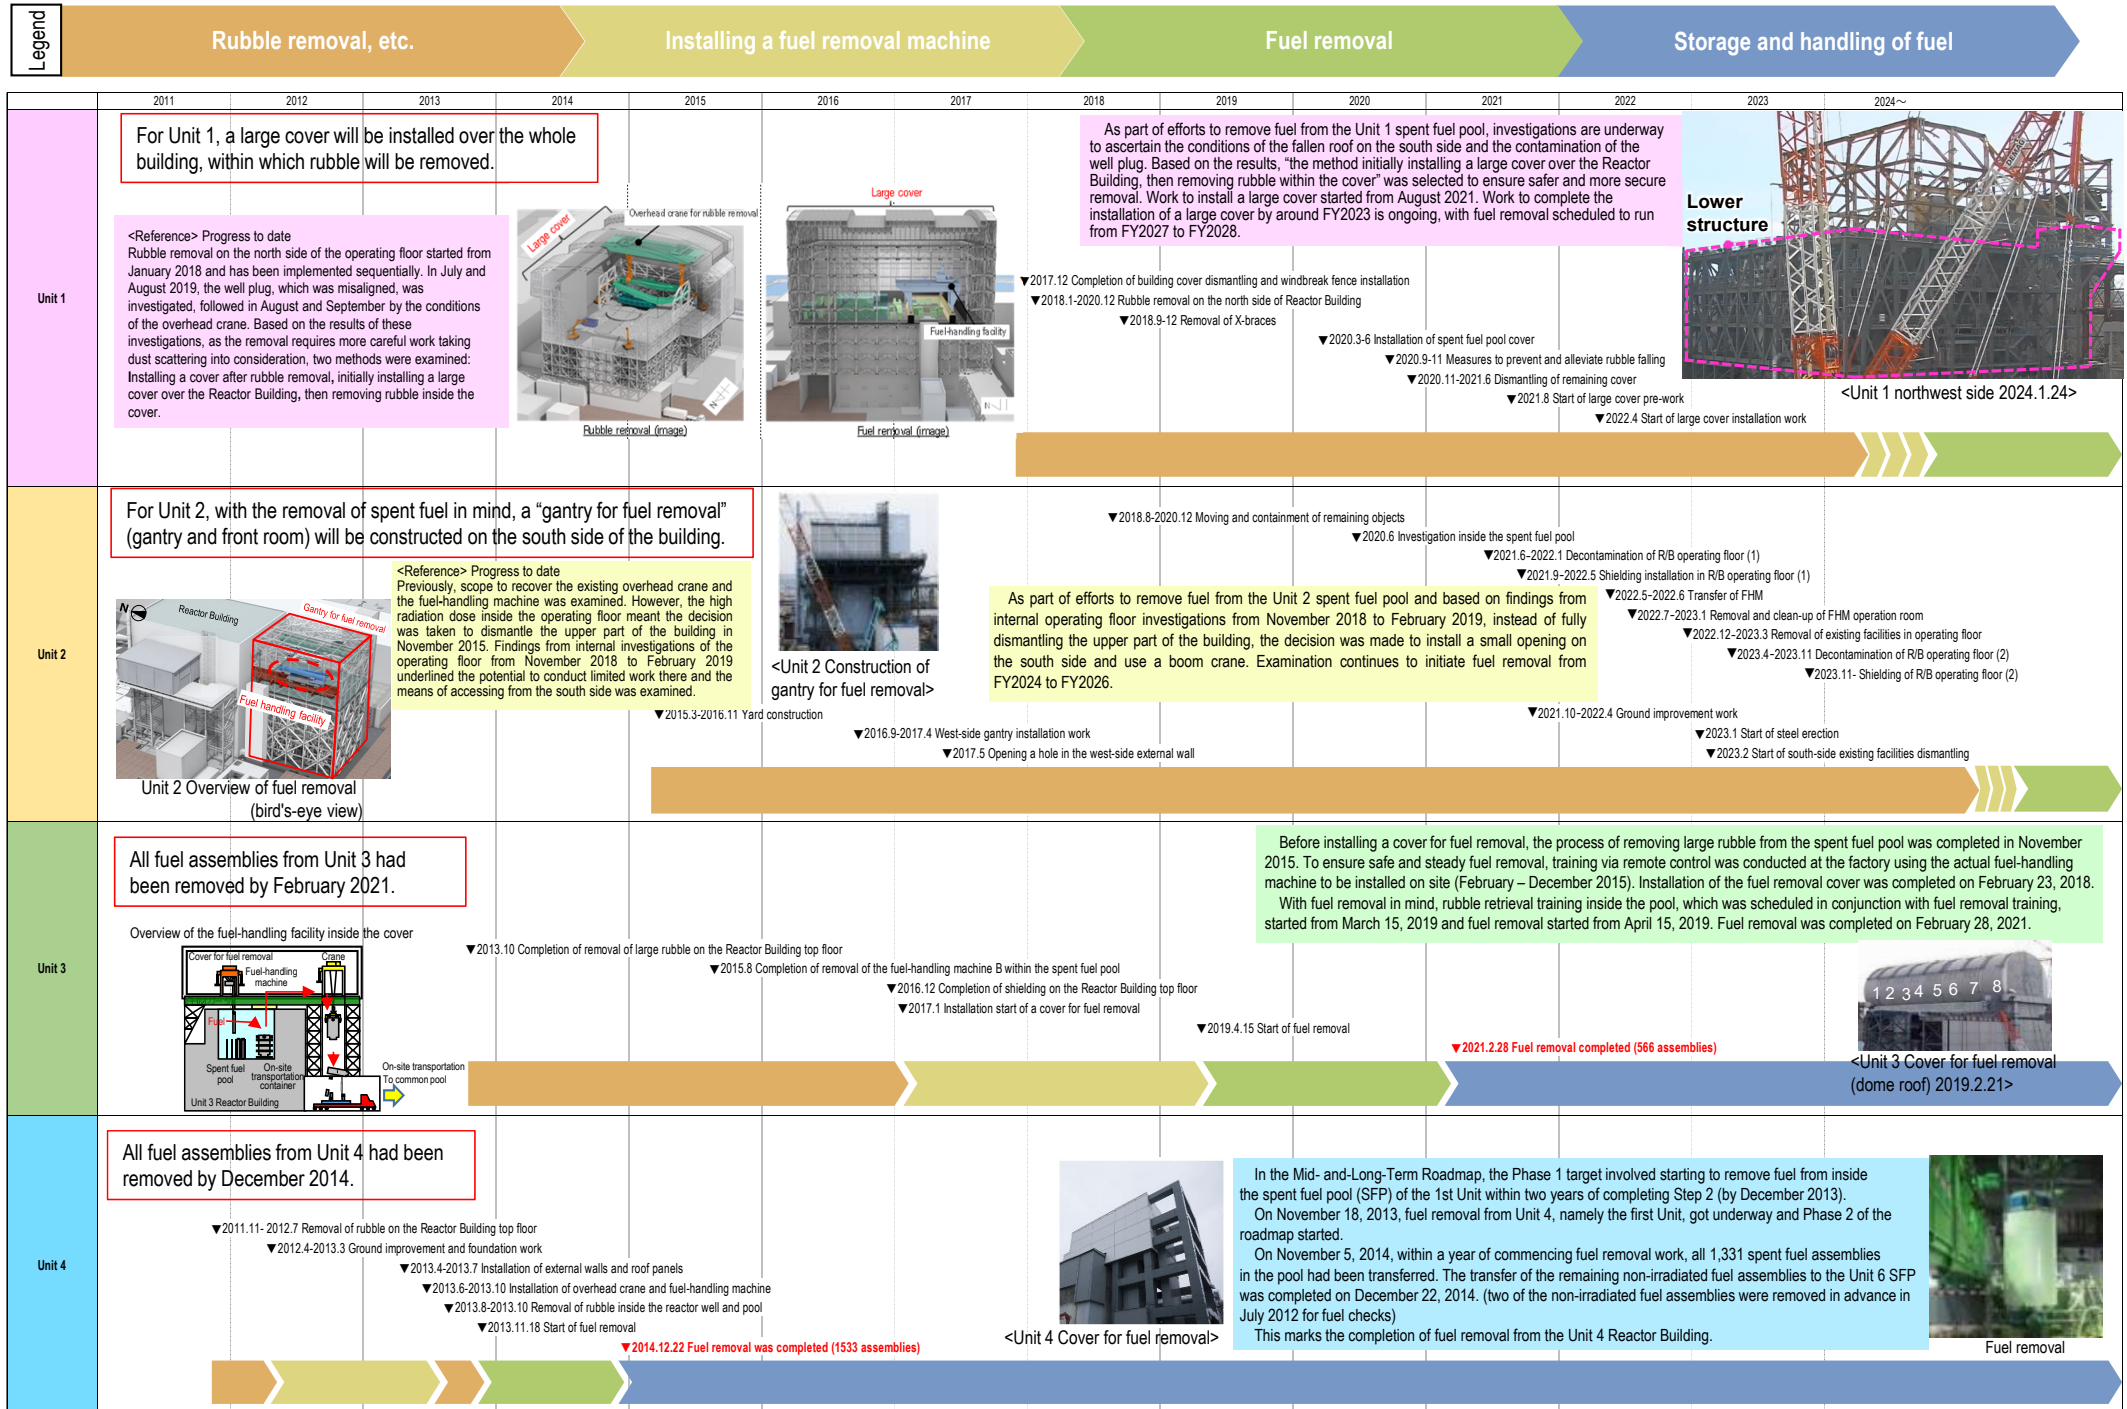 Legend
Rubble removal, etc.
Installing a fuel removal machine
Fuel removal
Storage and handling of fuel
2011
2012
2013
2014
2015
2016
2017
2018
2019
2020
2021
2022
2023
2024～
Unit 1
For Unit 1, a large cover will be installed over the whole
building, within which rubble will be removed.
<Reference> Progress to date
Rubble removal on the north side of the operating floor started from
January 2018 and has been implemented sequentially. In July and
August 2019, the well plug, which was misaligned, was
investigated, followed in August and September by the conditions
of the overhead crane. Based on the results of these
investigations, as the removal requires more careful work taking
dust scattering into consideration, two methods were examined:
Installing a cover after rubble removal, initially installing a large
cover over the Reactor Building, then removing rubble inside the
cover.
Large cover
Overhead crane for rubble removal
N
Rubble removal (image)
Large cover
Fuel-handling facility
N
Fuel removal (image)
As part of efforts to remove fuel from the Unit 1 spent fuel pool, investigations are underway
to ascertain the conditions of the fallen roof on the south side and the contamination of the
well plug. Based on the results, “the method initially installing a large cover over the Reactor
Building, then removing rubble within the cover” was selected to ensure safer and more secure
removal. Work to install a large cover started from August 2021. Work to complete the
installation of a large cover by around FY2023 is ongoing, with fuel removal scheduled to run
from FY2027 to FY2028.
▼2017.12 Completion of building cover dismantling and windbreak fence installation
▼2018.1-2020.12 Rubble removal on the north side of Reactor Building
▼2018.9-12 Removal of X-braces
▼2020.3-6 Installation of spent fuel pool cover
▼2020.9-11 Measures to prevent and alleviate rubble falling
▼2020.11-2021.6 Dismantling of remaining cover
▼2021.8 Start of large cover pre-work
▼2022.4 Start of large cover installation work
Lower
structure
<Unit 1 northwest side 2024.1.24>
Unit 2
For Unit 2, with the removal of spent fuel in mind, a “gantry for fuel removal”
(gantry and front room) will be constructed on the south side of the building.
N
Reactor Building
Gantry for fuel removal
Fuel handling facility
Unit 2 Overview of fuel removal
(bird's-eye view)
<Reference> Progress to date
Previously, scope to recover the existing overhead crane and
the fuel-handling machine was examined. However, the high
radiation dose inside the operating floor meant the decision
was taken to dismantle the upper part of the building in
November 2015. Findings from internal investigations of the
operating floor from November 2018 to February 2019
underlined the potential to conduct limited work there and the
means of accessing from the south side was examined.
<Unit 2 Construction of
gantry for fuel removal>
As part of efforts to remove fuel from the Unit 2 spent fuel pool and based on findings from
internal operating floor investigations from November 2018 to February 2019, instead of fully
dismantling the upper part of the building, the decision was made to install a small opening on
the south side and use a boom crane. Examination continues to initiate fuel removal from
FY2024 to FY2026.
▼2018.8-2020.12 Moving and containment of remaining objects
▼2020.6 Investigation inside the spent fuel pool
▼2021.6-2022.1 Decontamination of R/B operating floor (1)
▼2021.9-2022.5 Shielding installation in R/B operating floor (1)
▼2022.5-2022.6 Transfer of FHM
▼2022.7-2023.1 Removal and clean-up of FHM operation room
▼2022.12-2023.3 Removal of existing facilities in operating floor
▼2023.4-2023.11 Decontamination of R/B operating floor (2)
▼2023.11- Shielding of R/B operating floor (2)
▼2015.3-2016.11 Yard construction
▼2016.9-2017.4 West-side gantry installation work
▼2017.5 Opening a hole in the west-side external wall
▼2021.10-2022.4 Ground improvement work
▼2023.1 Start of steel erection
▼2023.2 Start of south-side existing facilities dismantling
Unit 3
All fuel assemblies from Unit 3 had
been removed by February 2021.
Overview of the fuel-handling facility inside the cover
Cover for fuel removal
Crane
Fuel-handling
machine
Fuel
Spent fuel
pool
On-site
transportation
container
Unit 3 Reactor Building
On-site transportation
To common pool
Before installing a cover for fuel removal, the process of removing large rubble from the spent fuel pool was completed in November
2015. To ensure safe and steady fuel removal, training via remote control was conducted at the factory using the actual fuel-handling
machine to be installed on site (February – December 2015). Installation of the fuel removal cover was completed on February 23, 2018.
With fuel removal in mind, rubble retrieval training inside the pool, which was scheduled in conjunction with fuel removal training,
started from March 15, 2019 and fuel removal started from April 15, 2019. Fuel removal was completed on February 28, 2021.
▼2013.10 Completion of removal of large rubble on the Reactor Building top floor
▼2015.8 Completion of removal of the fuel-handling machine B within the spent fuel pool
▼2016.12 Completion of shielding on the Reactor Building top floor
▼2017.1 Installation start of a cover for fuel removal
▼2019.4.15 Start of fuel removal
▼2021.2.28 Fuel removal completed (566 assemblies)
1 2 3 4 5 6 7 8
<Unit 3 Cover for fuel removal
(dome roof) 2019.2.21>
Unit 4
All fuel assemblies from Unit 4 had been
removed by December 2014.
▼2011.11- 2012.7 Removal of rubble on the Reactor Building top floor
▼2012.4-2013.3 Ground improvement and foundation work
▼2013.4-2013.7 Installation of external walls and roof panels
▼2013.6-2013.10 Installation of overhead crane and fuel-handling machine
▼2013.8-2013.10 Removal of rubble inside the reactor well and pool
▼2013.11.18 Start of fuel removal
▼2014.12.22 Fuel removal was completed (1533 assemblies)
<Unit 4 Cover for fuel removal>
In the Mid- and-Long-Term Roadmap, the Phase 1 target involved starting to remove fuel from inside
the spent fuel pool (SFP) of the 1st Unit within two years of completing Step 2 (by December 2013).
On November 18, 2013, fuel removal from Unit 4, namely the first Unit, got underway and Phase 2 of the
roadmap started.
On November 5, 2014, within a year of commencing fuel removal work, all 1,331 spent fuel assemblies
in the pool had been transferred. The transfer of the remaining non-irradiated fuel assemblies to the Unit 6 SFP
was completed on December 22, 2014. (two of the non-irradiated fuel assemblies were removed in advance in
July 2012 for fuel checks)
This marks the completion of fuel removal from the Unit 4 Reactor Building.
Fuel removal